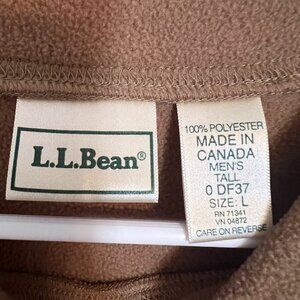 L.L.Bean®
100% POLYESTER
MADE IN
CANADA
MEN'S
TALL
0 DF37
SIZE: L
RN 71341
VN 04872
CARE ON REVERSE